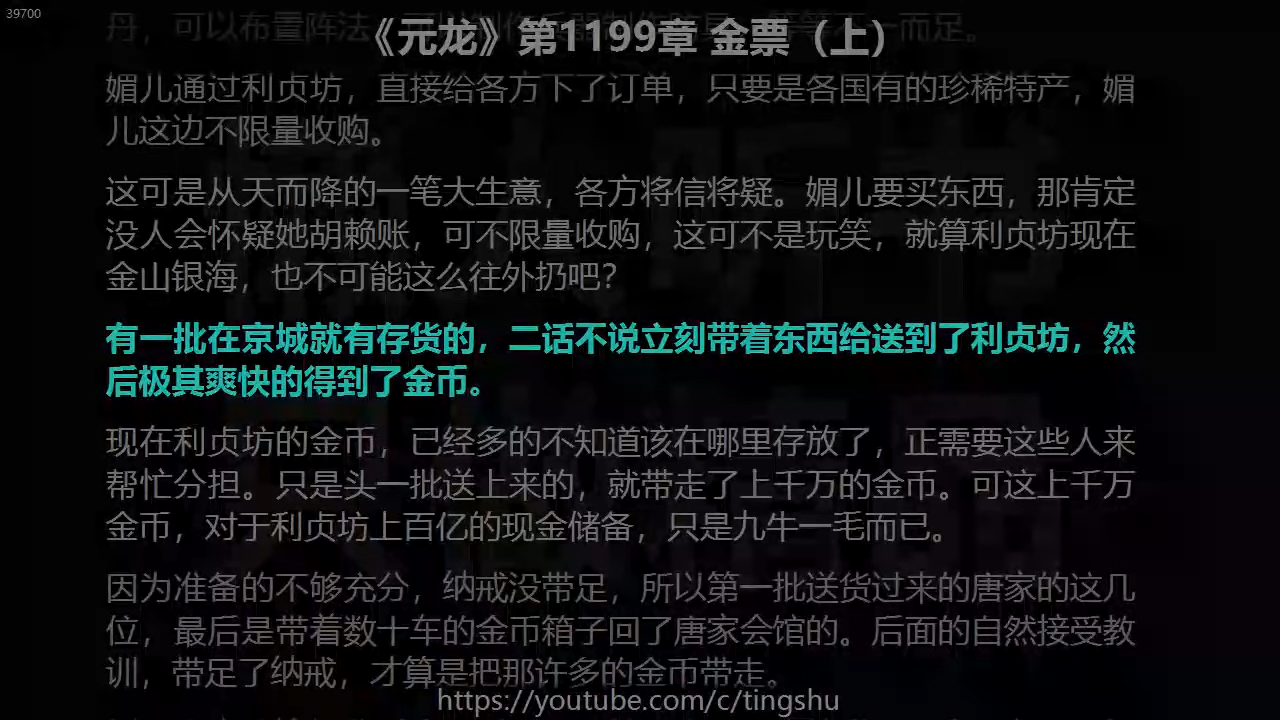 39700
丹，可以布置阵法，
一而足。
《元龙》第1199章 金票（上）
媚儿通过利贞坊，直接给各方下了订单，只要是各国有的珍稀特产，媚
儿这边不限量收购。
这可是从天而降的一笔大生意，各方将信将疑。媚儿要买东西，那肯定
没人会怀疑她胡赖账，可不限量收购，这可不是玩笑，就算利贞坊现在
金山银海，也不可能这么往外扔吧？
有一批在京城就有存货的，二话不说立刻带着东西给送到了利贞坊，然
后极其爽快的得到了金币。
现在利贞坊的金币，已经多的不知道该在哪里存放了，正需要这些人来
帮忙分担。只是头一批送上来的，就带走了上千万的金币。可这上千万
金币，对于利贞坊上百亿的现金储备，只是九牛一毛而已。
因为准备的不够充分，纳戒没带足，所以第一批送货过来的唐家的这几
位，最后是带着数十车的金币箱子回了唐家会馆的。后面的自然接受教
训，带足了纳戒，才算是把那许多的金币带走。
https://youtube.com/c/tingshu